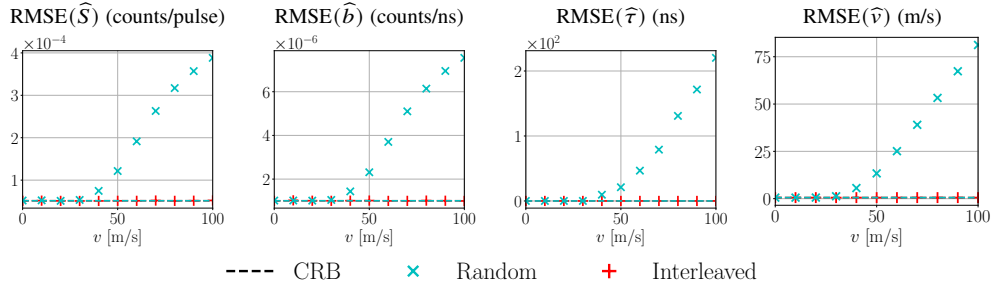 RMSE(Ŝ) (counts/pulse) RMSE(b̂) (counts/ns) RMSE(τ̂) (ns) RMSE(v̂) (m/s)
×10⁻⁴ ×10⁻⁶ ×10²
4
3
2
1
0 50 100
v [m/s]
6
4
2
0 50 100
v [m/s]
2
1
0
0 50 100
v [m/s]
75
50
25
0
0 50 100
v [m/s]
CRB Random Interleaved